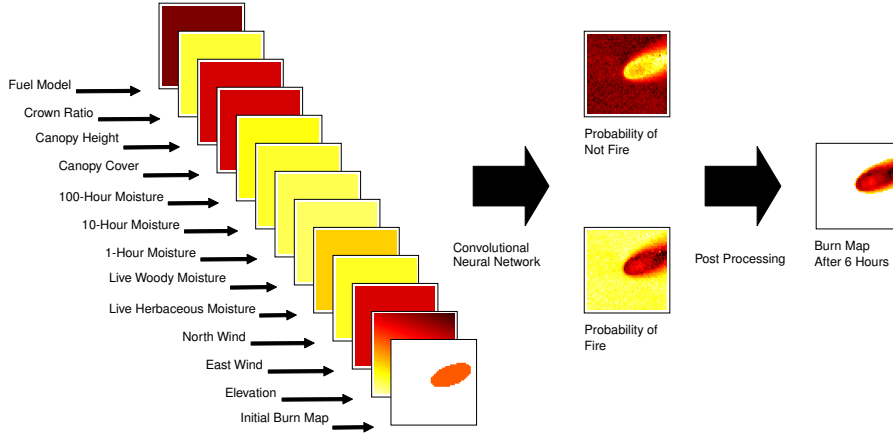 Fuel Model
Crown Ratio
Canopy Height
Canopy Cover
100-Hour Moisture
10-Hour Moisture
1-Hour Moisture
Live Woody Moisture
Live Herbaceous Moisture
North Wind
East Wind
Elevation
Initial Burn Map
Convolutional
Neural Network
Probability of
Not Fire
Probability of
Fire
Post Processing
Burn Map
After 6 Hours